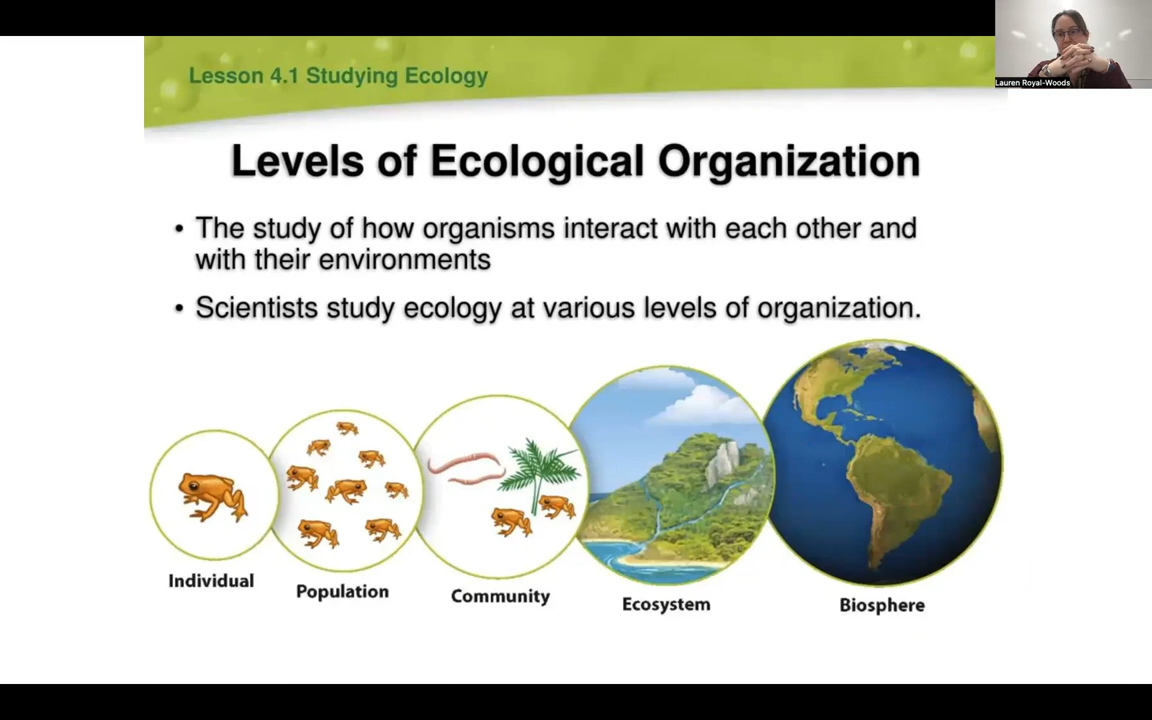 Lauren Royal-Woods
Lesson 4.1 Studying Ecology
Levels of Ecological Organization
• The study of how organisms interact with each other and
with their environments
• Scientists study ecology at various levels of organization.
Individual
Population
Community
Ecosystem
Biosphere